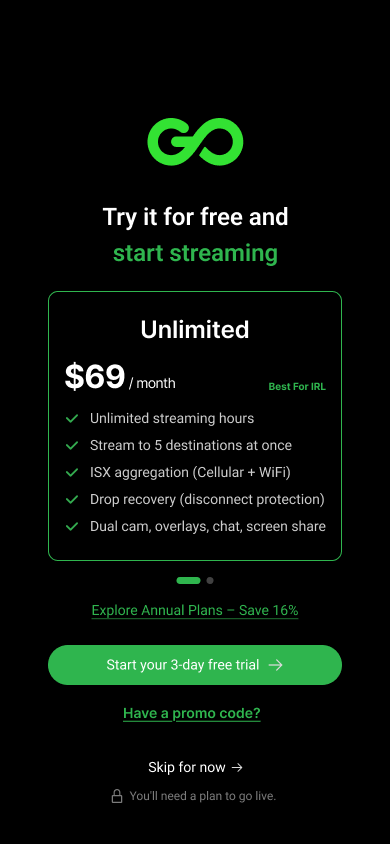 GO
Try it for free and
start streaming
Unlimited
$69 / month
Best For IRL
Unlimited streaming hours
Stream to 5 destinations at once
ISX aggregation (Cellular + WiFi)
Drop recovery (disconnect protection)
Dual cam, overlays, chat, screen share
Explore Annual Plans – Save 16%
Start your 3-day free trial →
Have a promo code?
Skip for now →
You'll need a plan to go live.